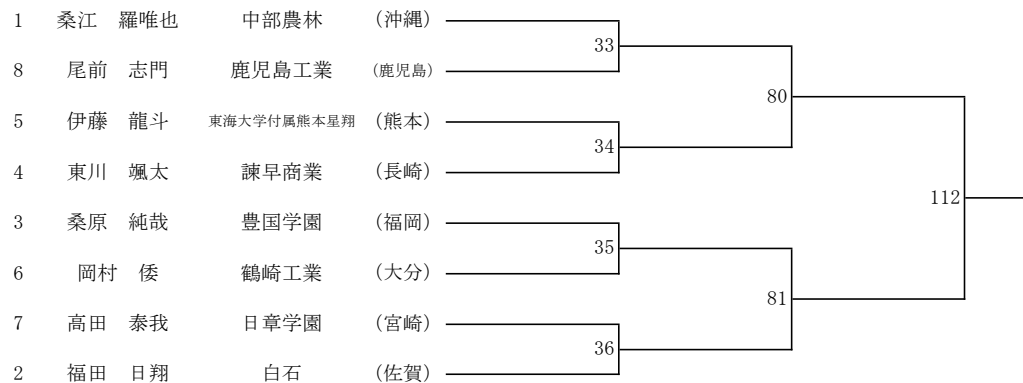 1 桑江 羅唯也 中部農林 (沖縄)
33
8 尾前 志門 鹿児島工業 (鹿児島)
80
5 伊藤 龍斗 東海大学付属熊本星翔 (熊本)
34
4 東川 颯太 諫早商業 (長崎)
112
3 桑原 純哉 豊国学園 (福岡)
35
6 岡村 倭 鶴崎工業 (大分)
81
7 高田 泰我 日章学園 (宮崎)
36
2 福田 日翔 白石 (佐賀)